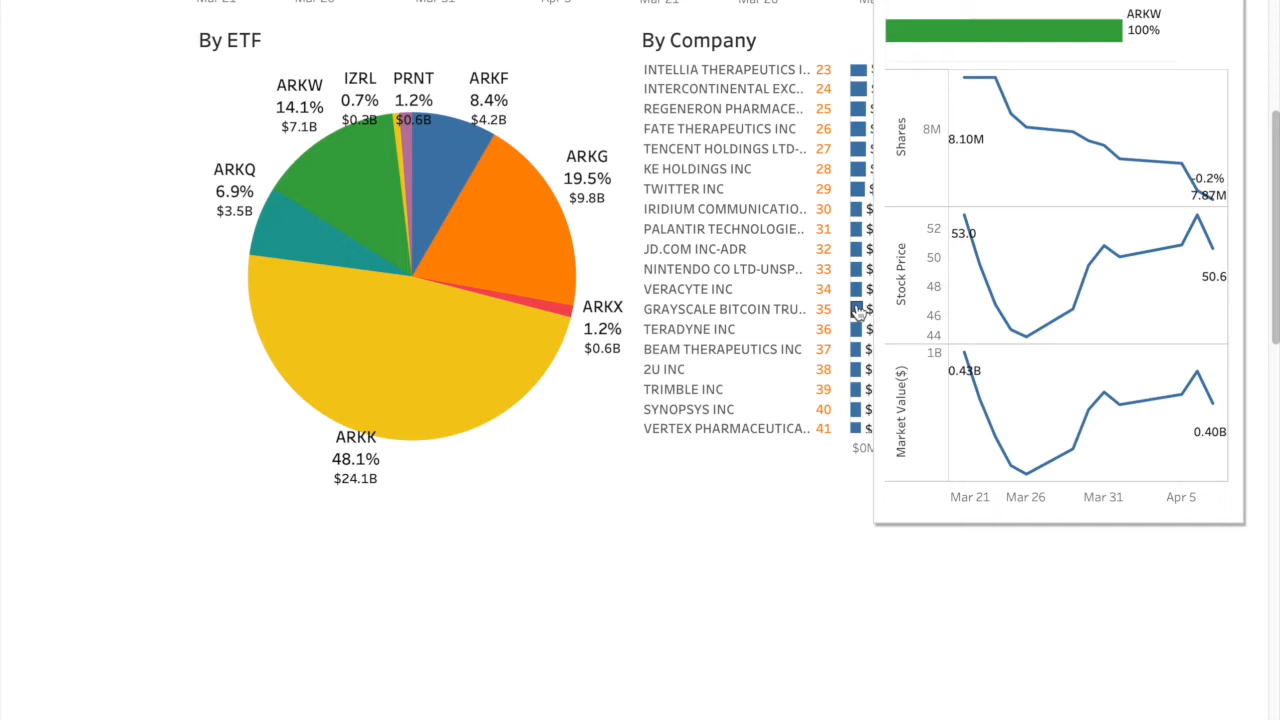 By ETF
ARKW
14.1%
$7.1B
IZRL
0.7%
$0.3B
PRNT
1.2%
$0.6B
ARKF
8.4%
$4.2B
ARKQ
6.9%
$3.5B
ARKG
19.5%
$9.8B
ARKX
1.2%
$0.6B
ARKK
48.1%
$24.1B
By Company
INTELLIA THERAPEUTICS I.. 23
INTERCONTINENTAL EXC.. 24
REGENERON PHARMACE.. 25
FATE THERAPEUTICS INC 26
TENCENT HOLDINGS LTD-.. 27
KE HOLDINGS INC 28
TWITTER INC 29
IRIDIUM COMMUNICATIO.. 30
PALANTIR TECHNOLOGIE.. 31
JD.COM INC-ADR 32
NINTENDO CO LTD-UNSP.. 33
VERACYTE INC 34
GRAYSCALE BITCOIN TRU.. 35
TERADYNE INC 36
BEAM THERAPEUTICS INC 37
2U INC 38
TRIMBLE INC 39
SYNOPSYS INC 40
VERTEX PHARMACEUTICA.. 41
ARKW
100%
Shares
8M
8.10M
-0.2%
7.87M
Stock Price
52
50
48
46
44
53.0
50.6
Market Value($)
1B
0.43B
0.40B
Mar 21 Mar 26 Mar 31 Apr 5